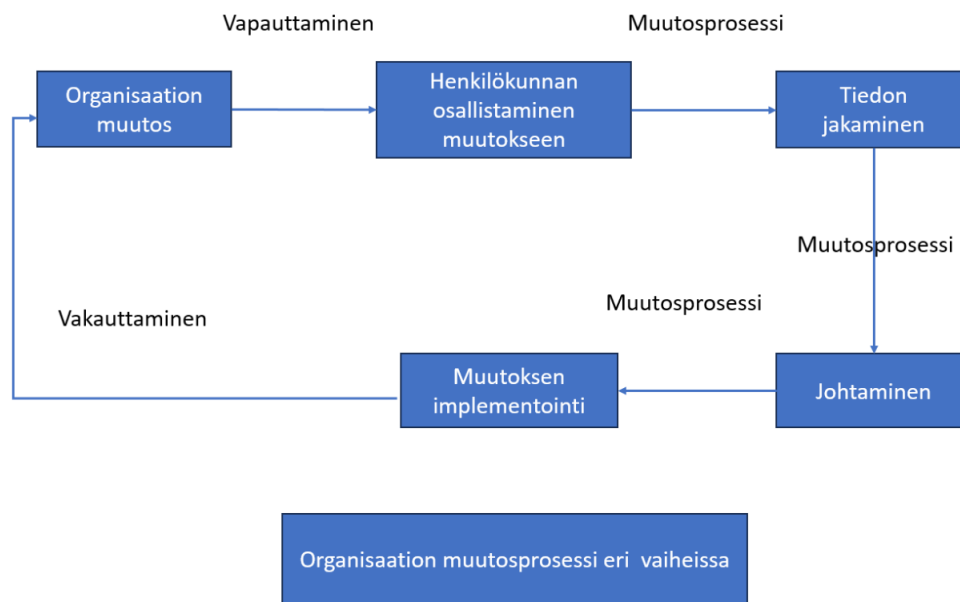 Vapauttaminen
Muutosprosessi
Organisaation
muutos
Henkilökunnan
osallistaminen
muutokseen
Tiedon
jakaminen
Muutosprosessi
Muutosprosessi
Vakauttaminen
Muutoksen
implementointi
Johtaminen
Organisaation muutosprosessi eri  vaiheissa